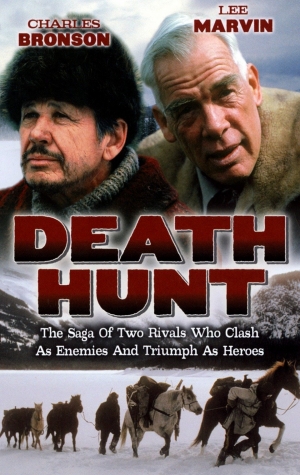 CHARLES BRONSON
LEE MARVIN
DEATH
HUNT
The Saga Of Two Rivals Who Clash
As Enemies And Triumph As Heroes